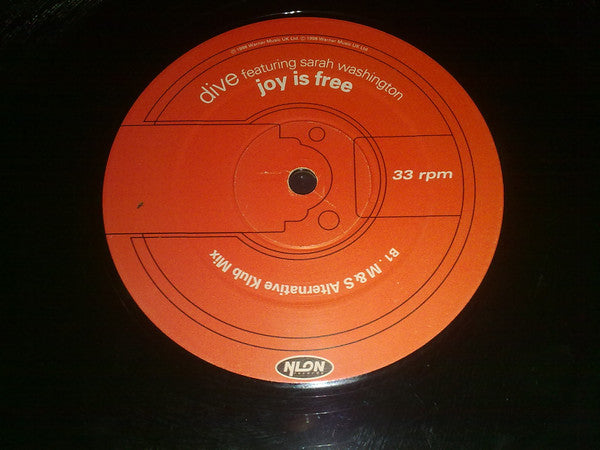 ℗ 1998 Warner Music UK Ltd. © 1998 Warner Music UK Ltd.
dive featuring sarah washington
joy is free
33 rpm
B1. M & S Alternative Klub Mix
NLON